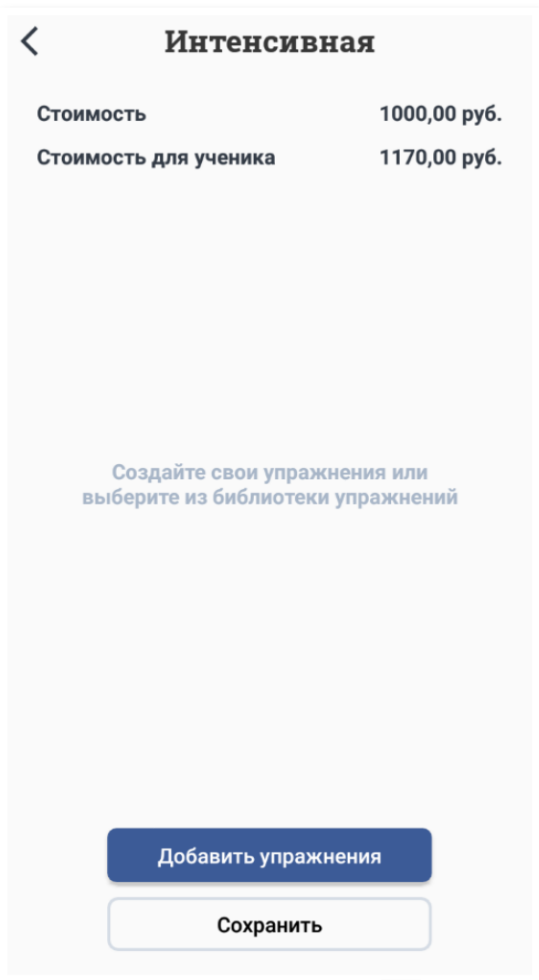 Интенсивная
Стоимость 1000,00 руб.
Стоимость для ученика 1170,00 руб.
Создайте свои упражнения или
выберите из библиотеки упражнений
Добавить упражнения
Сохранить